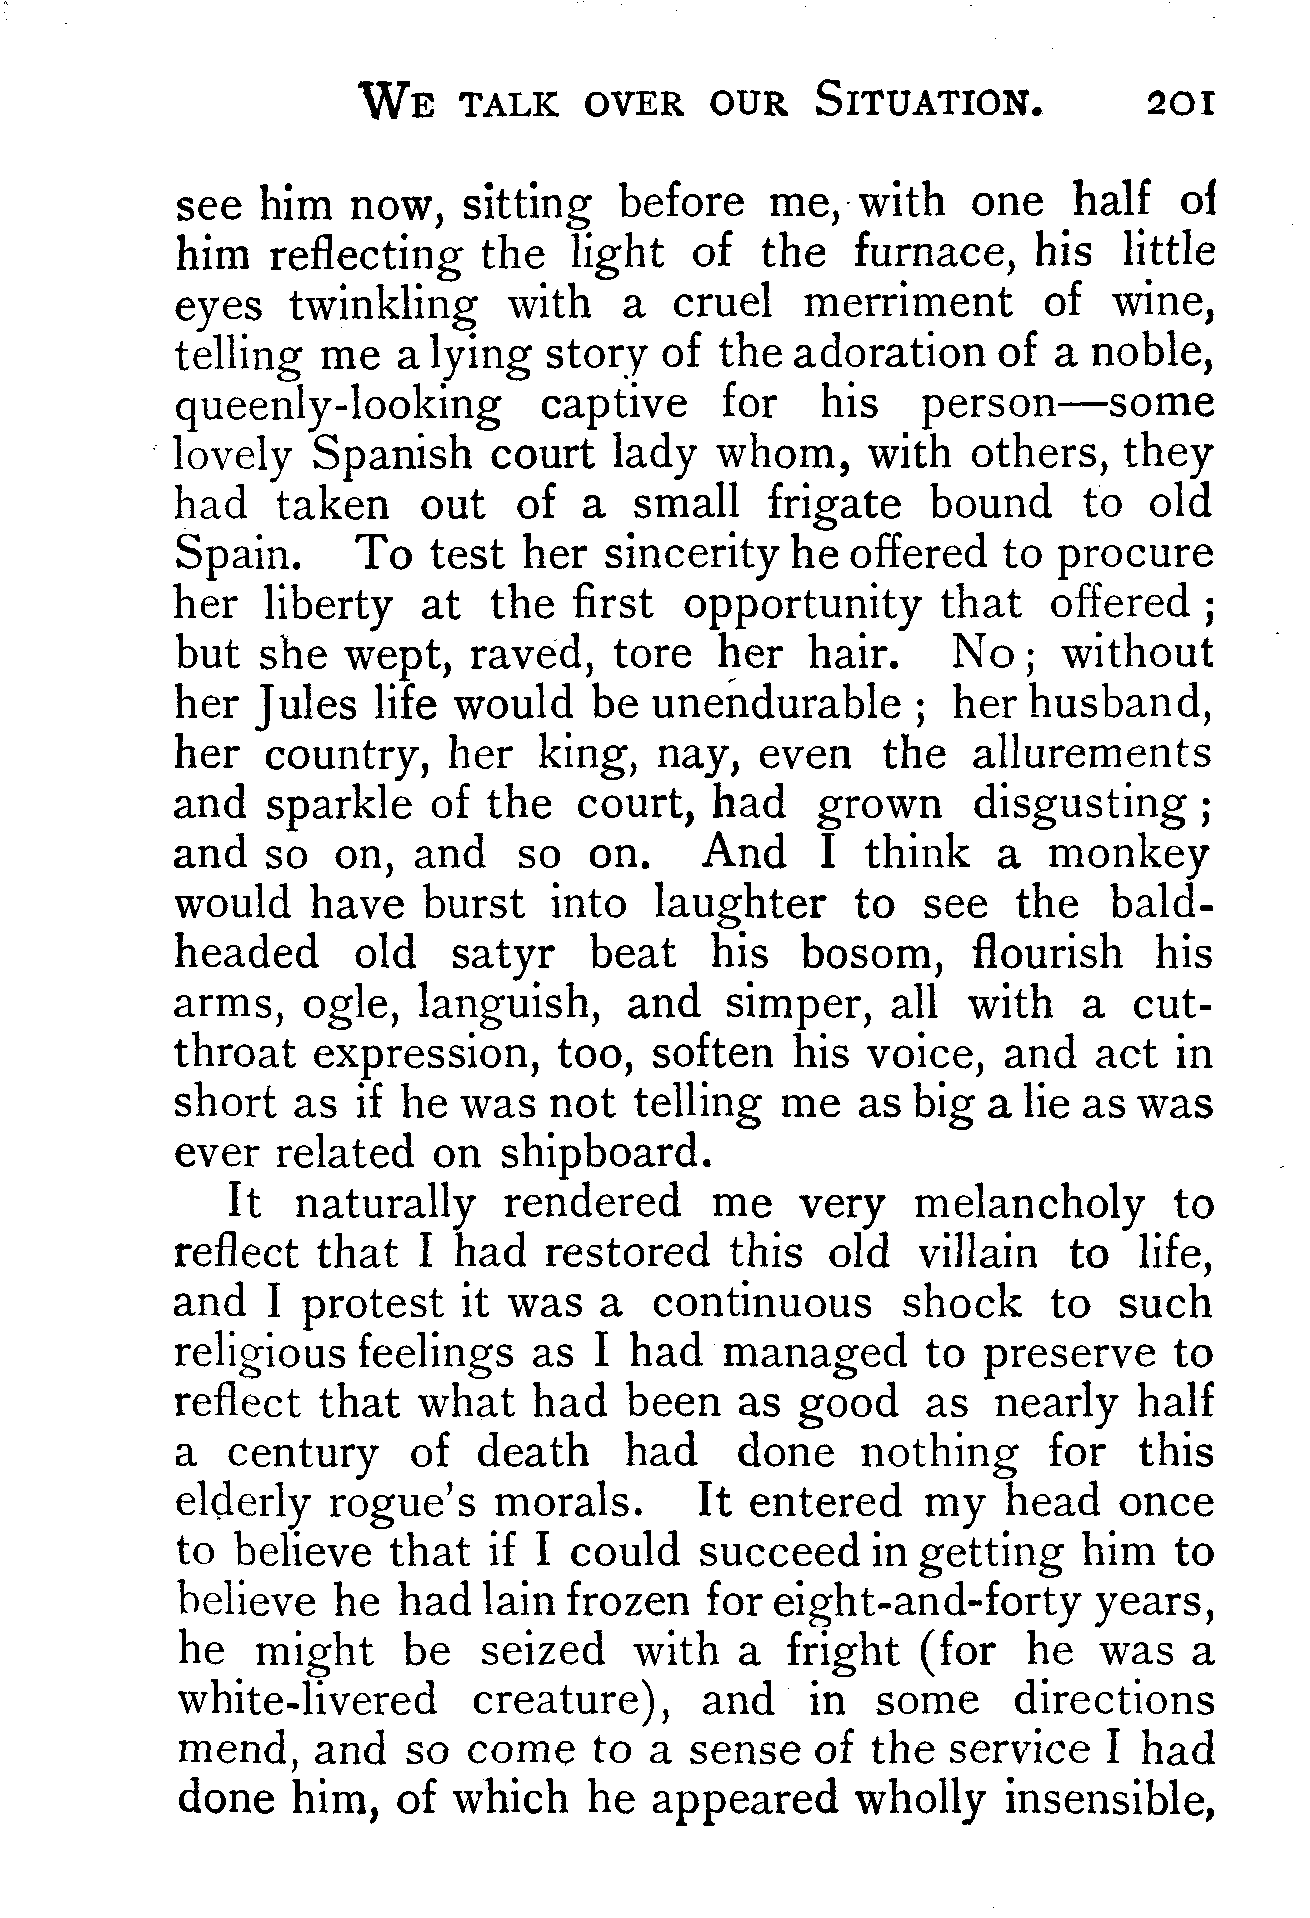 WE TALK OVER OUR SITUATION. 201
see him now, sitting before me, with one half of
him reflecting the light of the furnace, his little
eyes twinkling with a cruel merriment of wine,
telling me a lying story of the adoration of a noble,
queenly-looking captive for his person—some
lovely Spanish court lady whom, with others, they
had taken out of a small frigate bound to old
Spain. To test her sincerity he offered to procure
her liberty at the first opportunity that offered ;
but she wept, raved, tore her hair. No ; without
her Jules life would be unendurable ; her husband,
her country, her king, nay, even the allurements
and sparkle of the court, had grown disgusting ;
and so on, and so on. And I think a monkey
would have burst into laughter to see the bald-
headed old satyr beat his bosom, flourish his
arms, ogle, languish, and simper, all with a cut-
throat expression, too, soften his voice, and act in
short as if he was not telling me as big a lie as was
ever related on shipboard.
It naturally rendered me very melancholy to
reflect that I had restored this old villain to life,
and I protest it was a continuous shock to such
religious feelings as I had managed to preserve to
reflect that what had been as good as nearly half
a century of death had done nothing for this
elderly rogue's morals. It entered my head once
to believe that if I could succeed in getting him to
believe he had lain frozen for eight-and-forty years,
he might be seized with a fright (for he was a
white-livered creature), and in some directions
mend, and so come to a sense of the service I had
done him, of which he appeared wholly insensible,